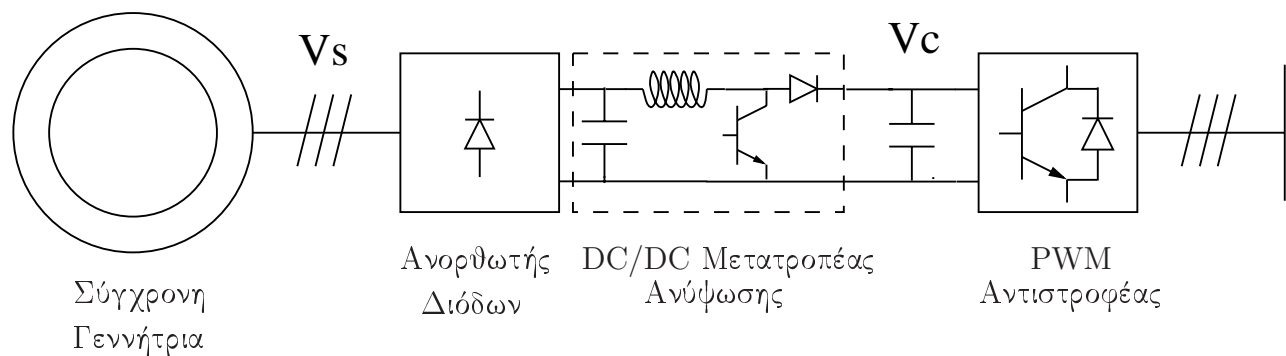 Vs
Vc
Ανορθωτής
Διόδων
DC/DC Μετατροπέας
Ανύψωσης
PWM
Αντιστροφέας
Σύγχρονη
Γεννήτρια